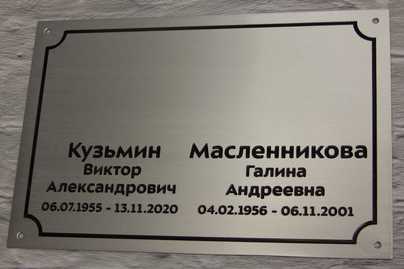 Кузьмин
Виктор
Александрович
06.07.1955 - 13.11.2020
Масленникова
Галина
Андреевна
04.02.1956 - 06.11.2001